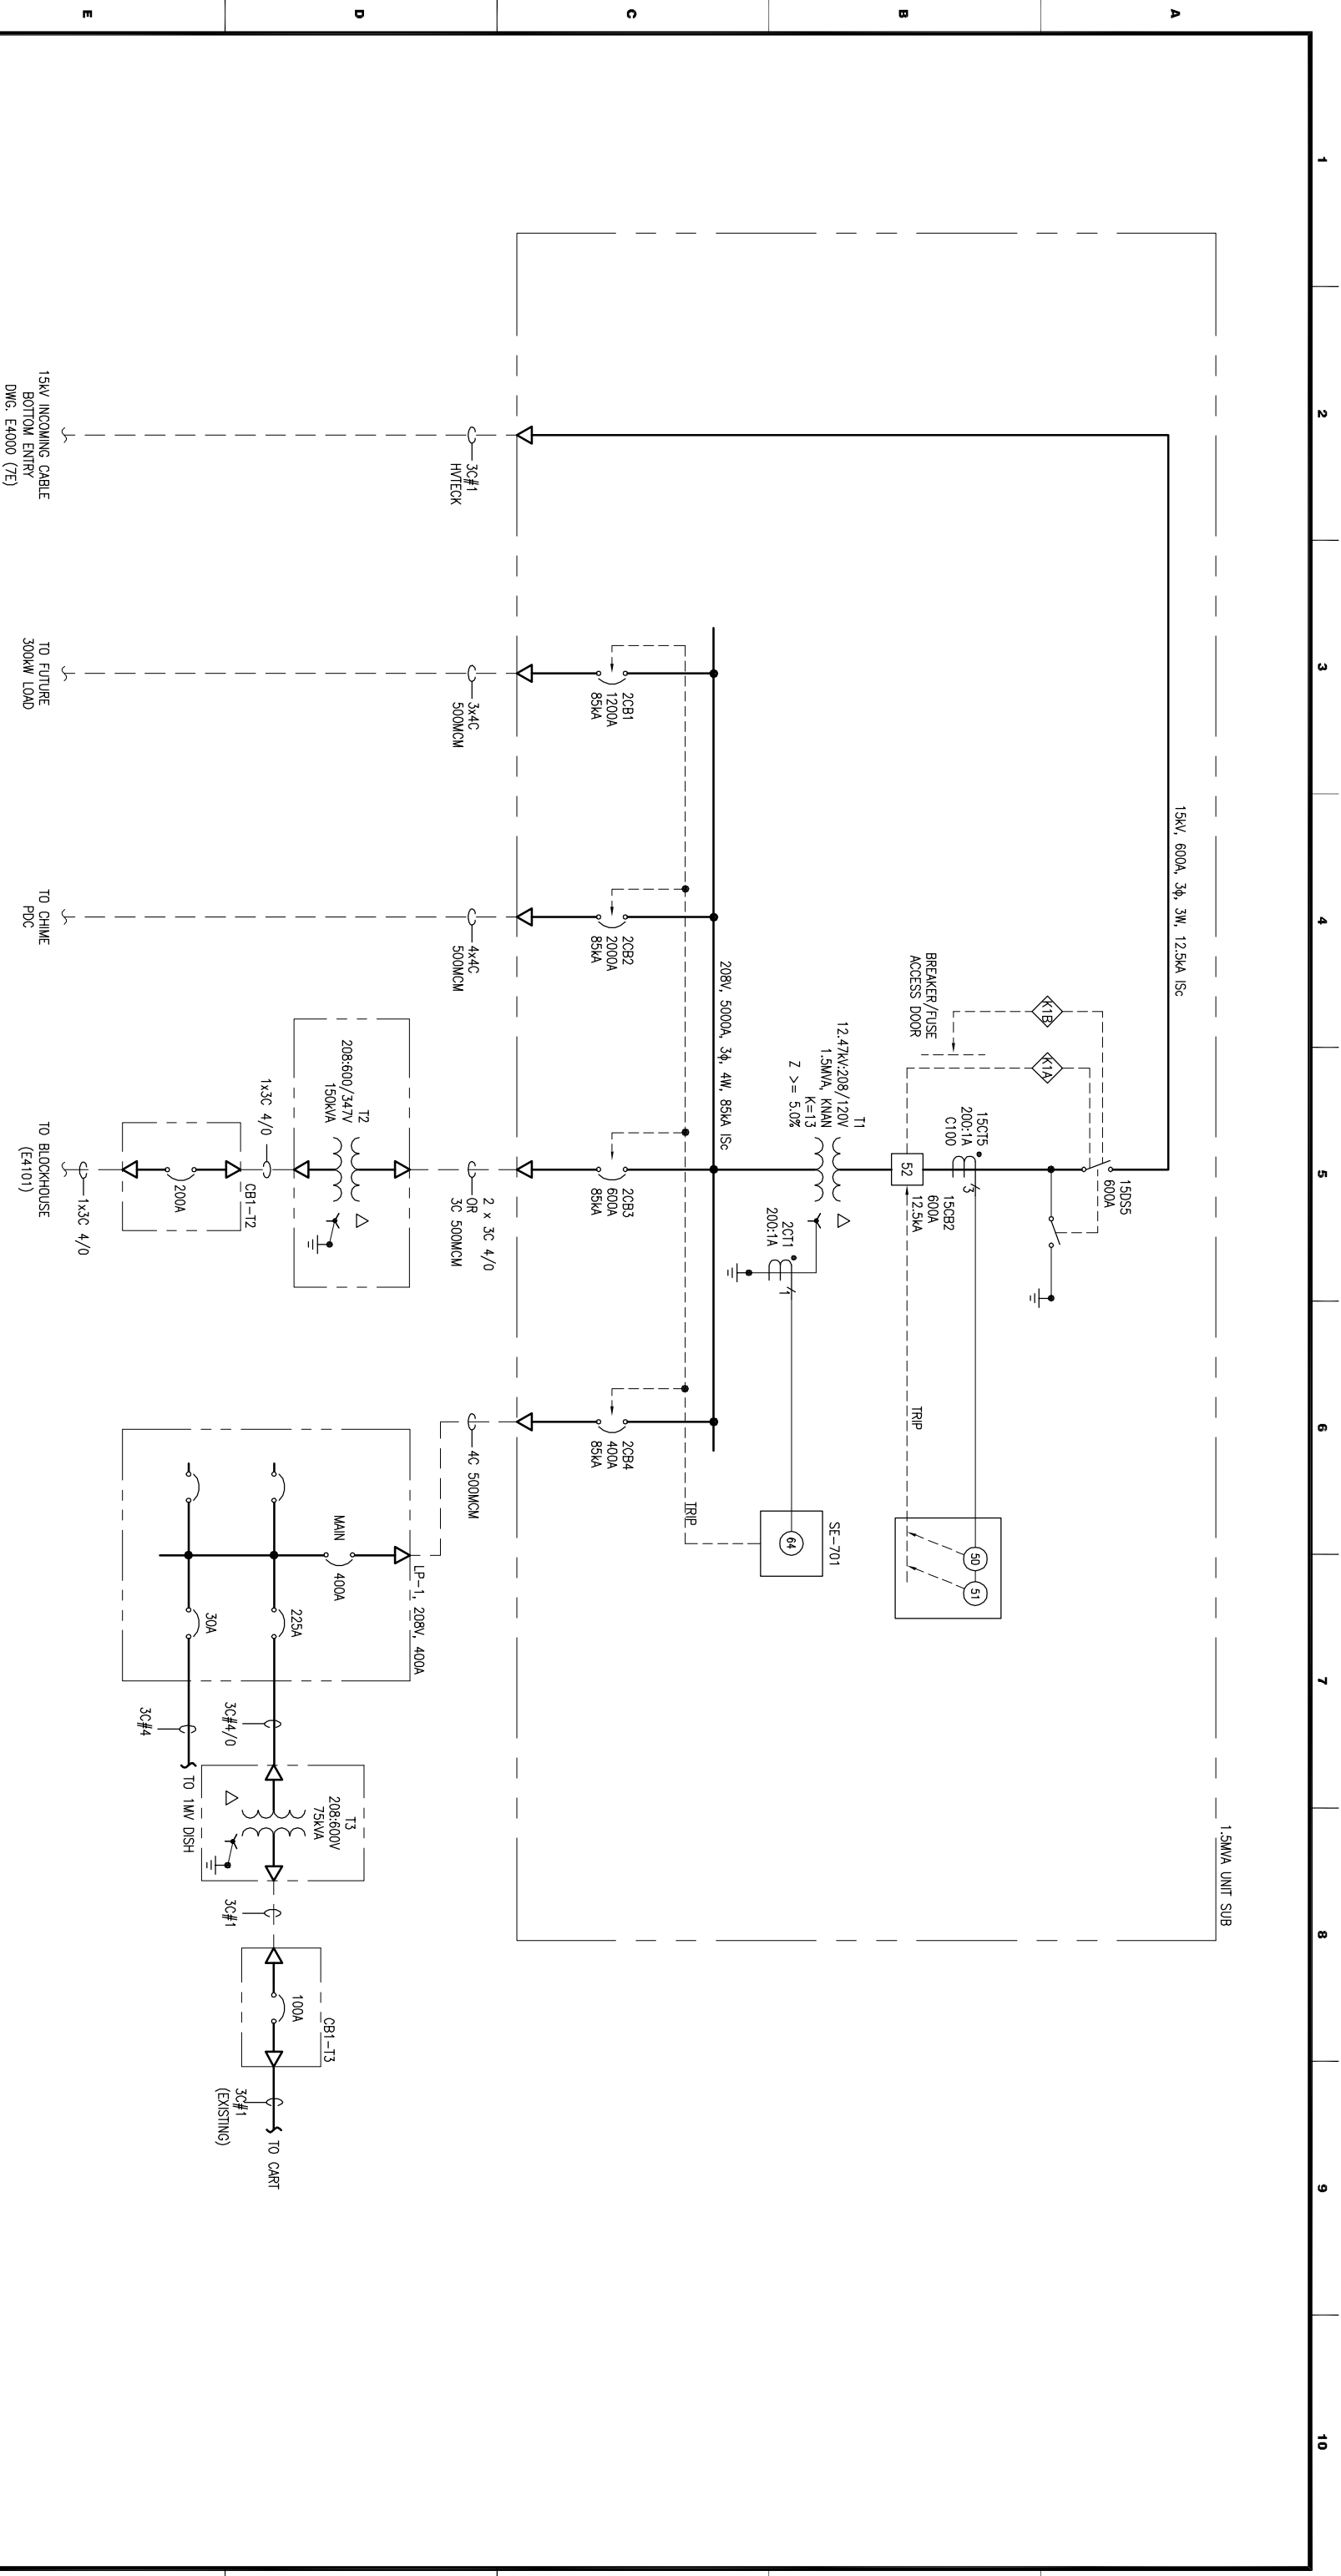 1
2
3
4
5
6
7
8
9
10
A
B
C
D
E
1.5MVA UNIT SUB
15kV, 600A, 3ϕ, 3W, 12.5kA ISc
15DS5
600A
K1B
K1A
BREAKER/FUSE
ACCESS DOOR
15CT5
200:1A
C100
3
52
15CB2
600A
12.5kA
TRIP
50
51
T1
12.47kV:208/120V
1.5MVA, KNAN
K=13
Z >= 5.0%
2CT1
200:1A
1
SE-701
64
TRIP
208V, 5000A, 3ϕ, 4W, 85kA ISc
2CB1
1200A
85kA
2CB2
2000A
85kA
2CB3
600A
85kA
2CB4
400A
85kA
3C#1
HVTECK
3x4C
500MCM
4x4C
500MCM
2 x 3C 4/0
OR
3C 500MCM
4C 500MCM
T2
208:600/347V
150kVA
1x3C 4/0
CB1-T2
200A
1x3C 4/0
LP-1, 208V, 400A
MAIN
400A
225A
30A
3C#4/0
3C#4
TO 1MV DISH
T3
208:600V
75kVA
3C#1
CB1-T3
100A
3C#1
(EXISTING)
TO CART
15kV INCOMING CABLE
BOTTOM ENTRY
DWG. E4000 (7E)
TO FUTURE
300kW LOAD
TO CHIME
PDC
TO BLOCKHOUSE
(E4101)